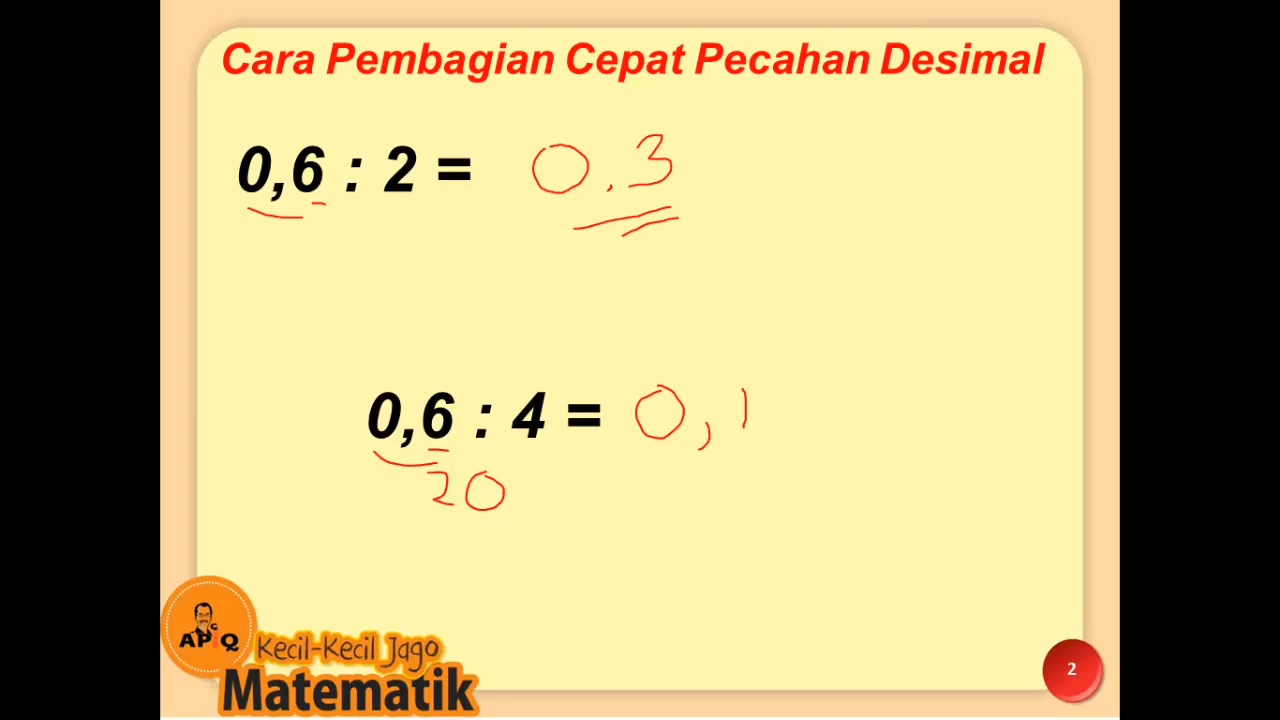 Cara Pembagian Cepat Pecahan Desimal
0,6 : 2 = 0.3
0,6 : 4 = 0,1
20
APIQ
Kecil-Kecil Jago
Matematik
2